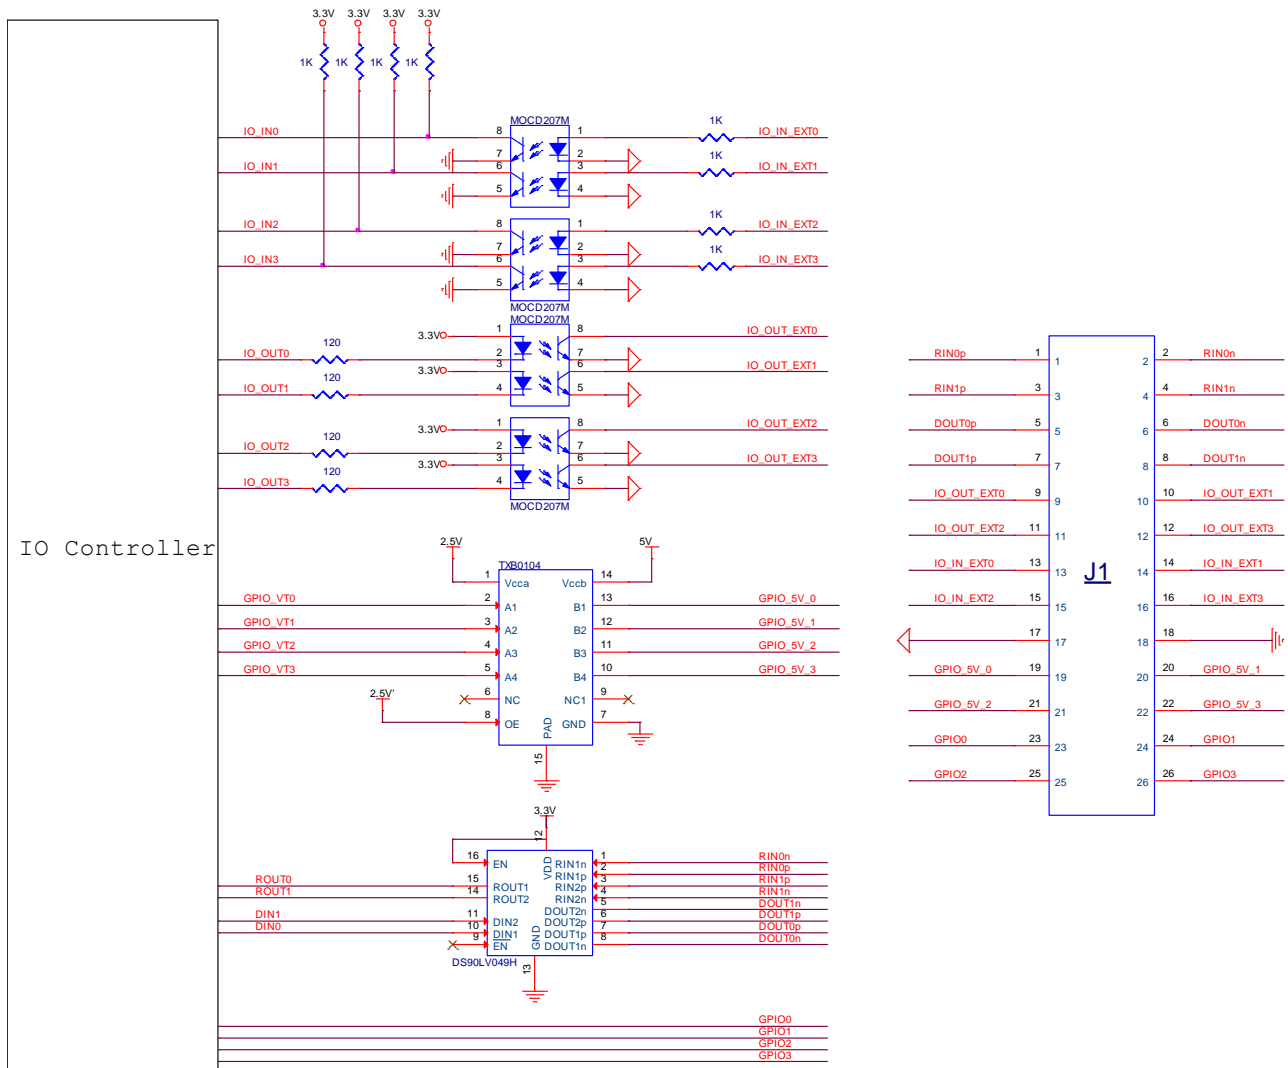 3.3V 3.3V 3.3V 3.3V
1K 1K 1K 1K
MOCD207M
IO_IN0 8 1 1K IO_IN_EXT0
7 2
IO_IN1 6 3 1K IO_IN_EXT1
5 4
IO_IN2 8 1 1K IO_IN_EXT2
7 2
IO_IN3 6 3 1K IO_IN_EXT3
5 4
MOCD207M
MOCD207M
3.3V 1 8 IO_OUT_EXT0
IO_OUT0 120 2 7
3.3V 3 6 IO_OUT_EXT1
IO_OUT1 120 4 5
3.3V 1 8 IO_OUT_EXT2
IO_OUT2 120 2 7
3.3V 3 6 IO_OUT_EXT3
IO_OUT3 120 4 5
MOCD207M
IO Controller
2.5V 5V
TXB0104
1 Vcca Vccb 14
GPIO_VT0 2 A1 B1 13 GPIO_5V_0
GPIO_VT1 3 A2 B2 12 GPIO_5V_1
GPIO_VT2 4 A3 B3 11 GPIO_5V_2
GPIO_VT3 5 A4 B4 10 GPIO_5V_3
6 NC NC1 9
2.5V' 8 OE PAD GND 7
15
3.3V
12
16 EN VDD RIN1n 1 RIN0n
RIN1p 2 RIN0p
ROUT0 15 ROUT1 RIN2p 3 RIN1p
ROUT1 14 ROUT2 RIN2n 4 RIN1n
DOUT2n 5 DOUT1n
DIN1 11 DIN2 DOUT2p 6 DOUT1p
DIN0 10 DIN1 GND DOUT1p 7 DOUT0p
9 EN DOUT1n 8 DOUT0n
DS90LV049H
13
GPIO0
GPIO1
GPIO2
GPIO3
RIN0p 1 1 2 2 RIN0n
RIN1p 3 3 4 4 RIN1n
DOUT0p 5 5 6 6 DOUT0n
DOUT1p 7 7 8 8 DOUT1n
IO_OUT_EXT0 9 9 10 10 IO_OUT_EXT1
IO_OUT_EXT2 11 11 12 12 IO_OUT_EXT3
IO_IN_EXT0 13 13 14 14 IO_IN_EXT1
J1
IO_IN_EXT2 15 15 16 16 IO_IN_EXT3
17 17 18 18
GPIO_5V_0 19 19 20 20 GPIO_5V_1
GPIO_5V_2 21 21 22 22 GPIO_5V_3
GPIO0 23 23 24 24 GPIO1
GPIO2 25 25 26 26 GPIO3